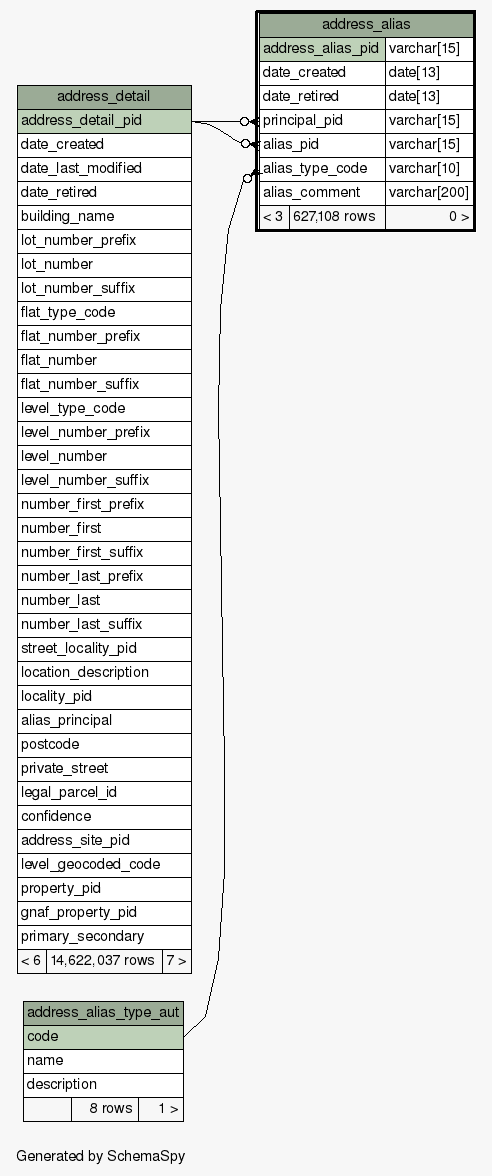 address_alias
address_alias_pid varchar[15]
date_created date[13]
date_retired date[13]
principal_pid varchar[15]
alias_pid varchar[15]
alias_type_code varchar[10]
alias_comment varchar[200]
< 3 627,108 rows 0 >
address_detail
address_detail_pid
date_created
date_last_modified
date_retired
building_name
lot_number_prefix
lot_number
lot_number_suffix
flat_type_code
flat_number_prefix
flat_number
flat_number_suffix
level_type_code
level_number_prefix
level_number
level_number_suffix
number_first_prefix
number_first
number_first_suffix
number_last_prefix
number_last
number_last_suffix
street_locality_pid
location_description
locality_pid
alias_principal
postcode
private_street
legal_parcel_id
confidence
address_site_pid
level_geocoded_code
property_pid
gnaf_property_pid
primary_secondary
< 6 14,622,037 rows 7 >
address_alias_type_aut
code
name
description
8 rows 1 >
Generated by SchemaSpy